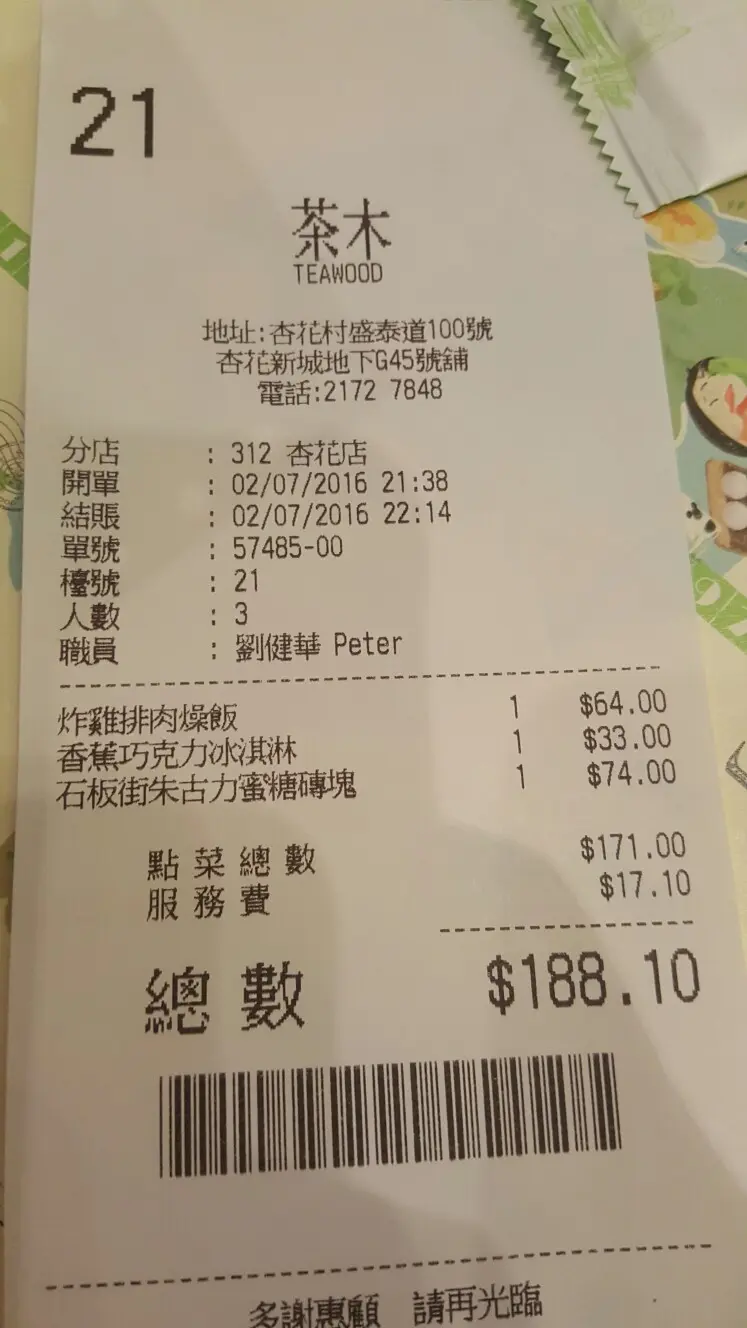 21
茶木
TEAWOOD
地址:杏花村盛泰道100號
杏花新城地下G45號舖
電話:2172 7848
分店 : 312 杏花店
開單 : 02/07/2016 21:38
結賬 : 02/07/2016 22:14
單號 : 57485-00
檯號 : 21
人數 : 3
職員 : 劉健華 Peter
炸雞排肉燥飯 1 $64.00
香蕉巧克力冰淇淋 1 $33.00
石板街朱古力蜜糖磚塊 1 $74.00
點菜總數 $171.00
服務費 $17.10
總數 $188.10
多謝惠顧 請再光臨